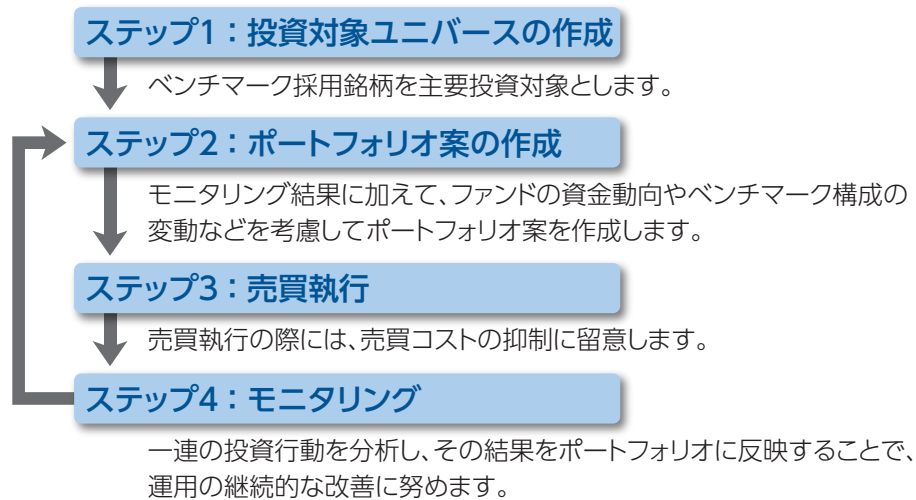 ステップ1：投資対象ユニバースの作成
ベンチマーク採用銘柄を主要投資対象とします。
ステップ2：ポートフォリオ案の作成
モニタリング結果に加えて、ファンドの資金動向やベンチマーク構成の
変動などを考慮してポートフォリオ案を作成します。
ステップ3：売買執行
売買執行の際には、売買コストの抑制に留意します。
ステップ4：モニタリング
一連の投資行動を分析し、その結果をポートフォリオに反映することで、
運用の継続的な改善に努めます。